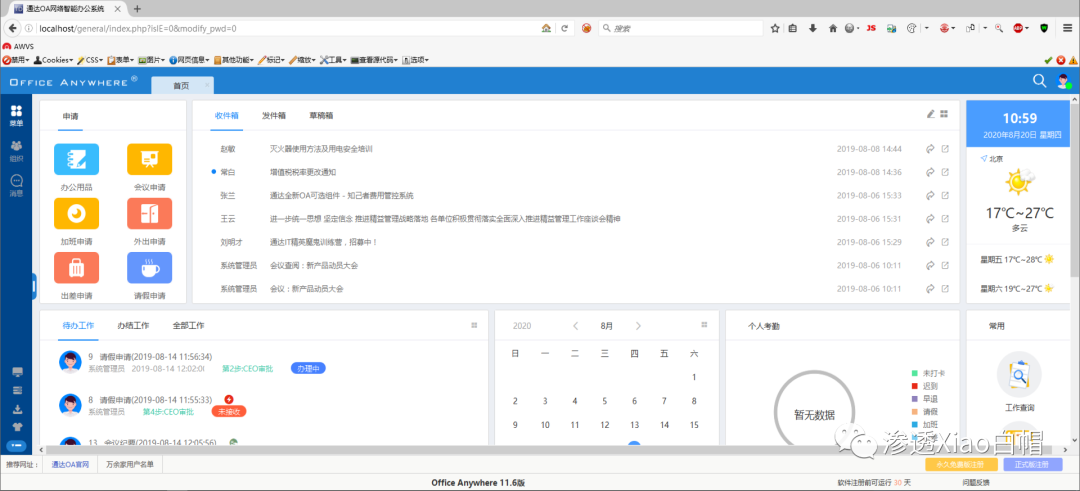 通达OA网络智能办公系统
localhost/general/index.php?isIE=0&modify_pwd=0
搜索
JS
ABP
AWVS
禁用 Cookies CSS 表单 图片 网页信息 其他功能 标记 缩放 工具 查看源代码 选项
OFFICE ANYWHERE
首页
菜单
组织
消息
申请
办公用品
会议申请
加班申请
外出申请
出差申请
请假申请
收件箱 发件箱 草稿箱
赵敏 灭火器使用方法及用电安全培训 2019-08-08 14:44
常白 增值税税率更改通知 2019-08-08 14:36
张兰 通达全新OA可选组件 - 知己者费用管控系统 2019-08-06 15:33
王云 进一步统一思想 坚定信念 推进精益管理战略落地 各单位积极贯彻落实全面深入推进精益管理工作座谈会精神 2019-08-06 15:31
刘明才 通达IT精英魔鬼训练营，招募中！ 2019-08-06 15:29
系统管理员 会议查阅：新产品动员大会 2019-08-06 10:11
系统管理员 会议：新产品动员大会 2019-08-06 10:11
10:59
2020年8月20日 星期四
北京
17℃~27℃
多云
星期五 17℃~28℃
星期六 19℃~27℃
待办工作 办结工作 全部工作
9 请假申请(2019-08-14 11:56:34)
系统管理员 2019-08-14 12:02:00 第2步:CEO审批 办理中
8 请假申请(2019-08-14 11:55:33)
系统管理员 第4步:CEO审批 未接收
13 会议纪要(2019-08-14 12:05:56)
2020 8月
日 一 二 三 四 五 六
1
2 3 4 5 6 7 8
9 10 11 12 13 14 15
个人考勤
暂无数据
未打卡
迟到
早退
请假
加班
常用
工作查询
渗透Xiao白帽
推荐网址： 通达OA官网 万余家用户名单
永久免费版注册 正式版注册
Office Anywhere 11.6版
软件注册前可运行 30 天
问题反馈